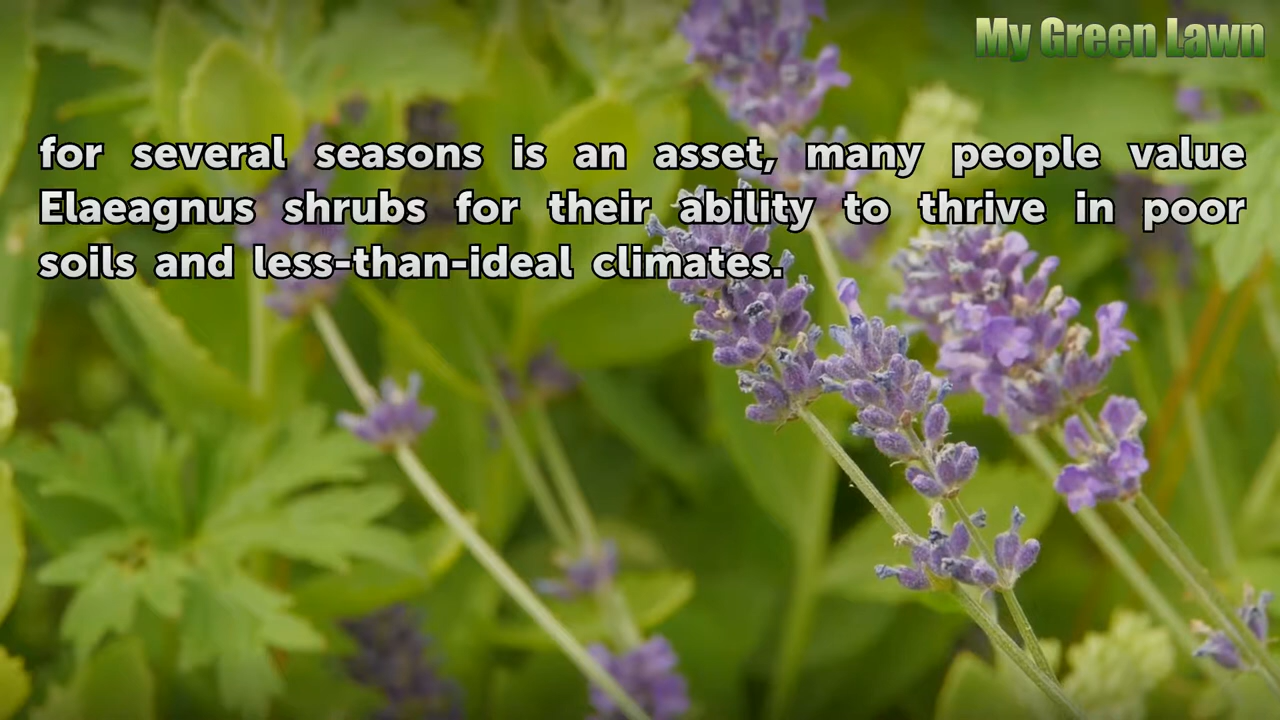 My Green Lawn
for several seasons is an asset, many people value
Elaeagnus shrubs for their ability to thrive in poor
soils and less-than-ideal climates.